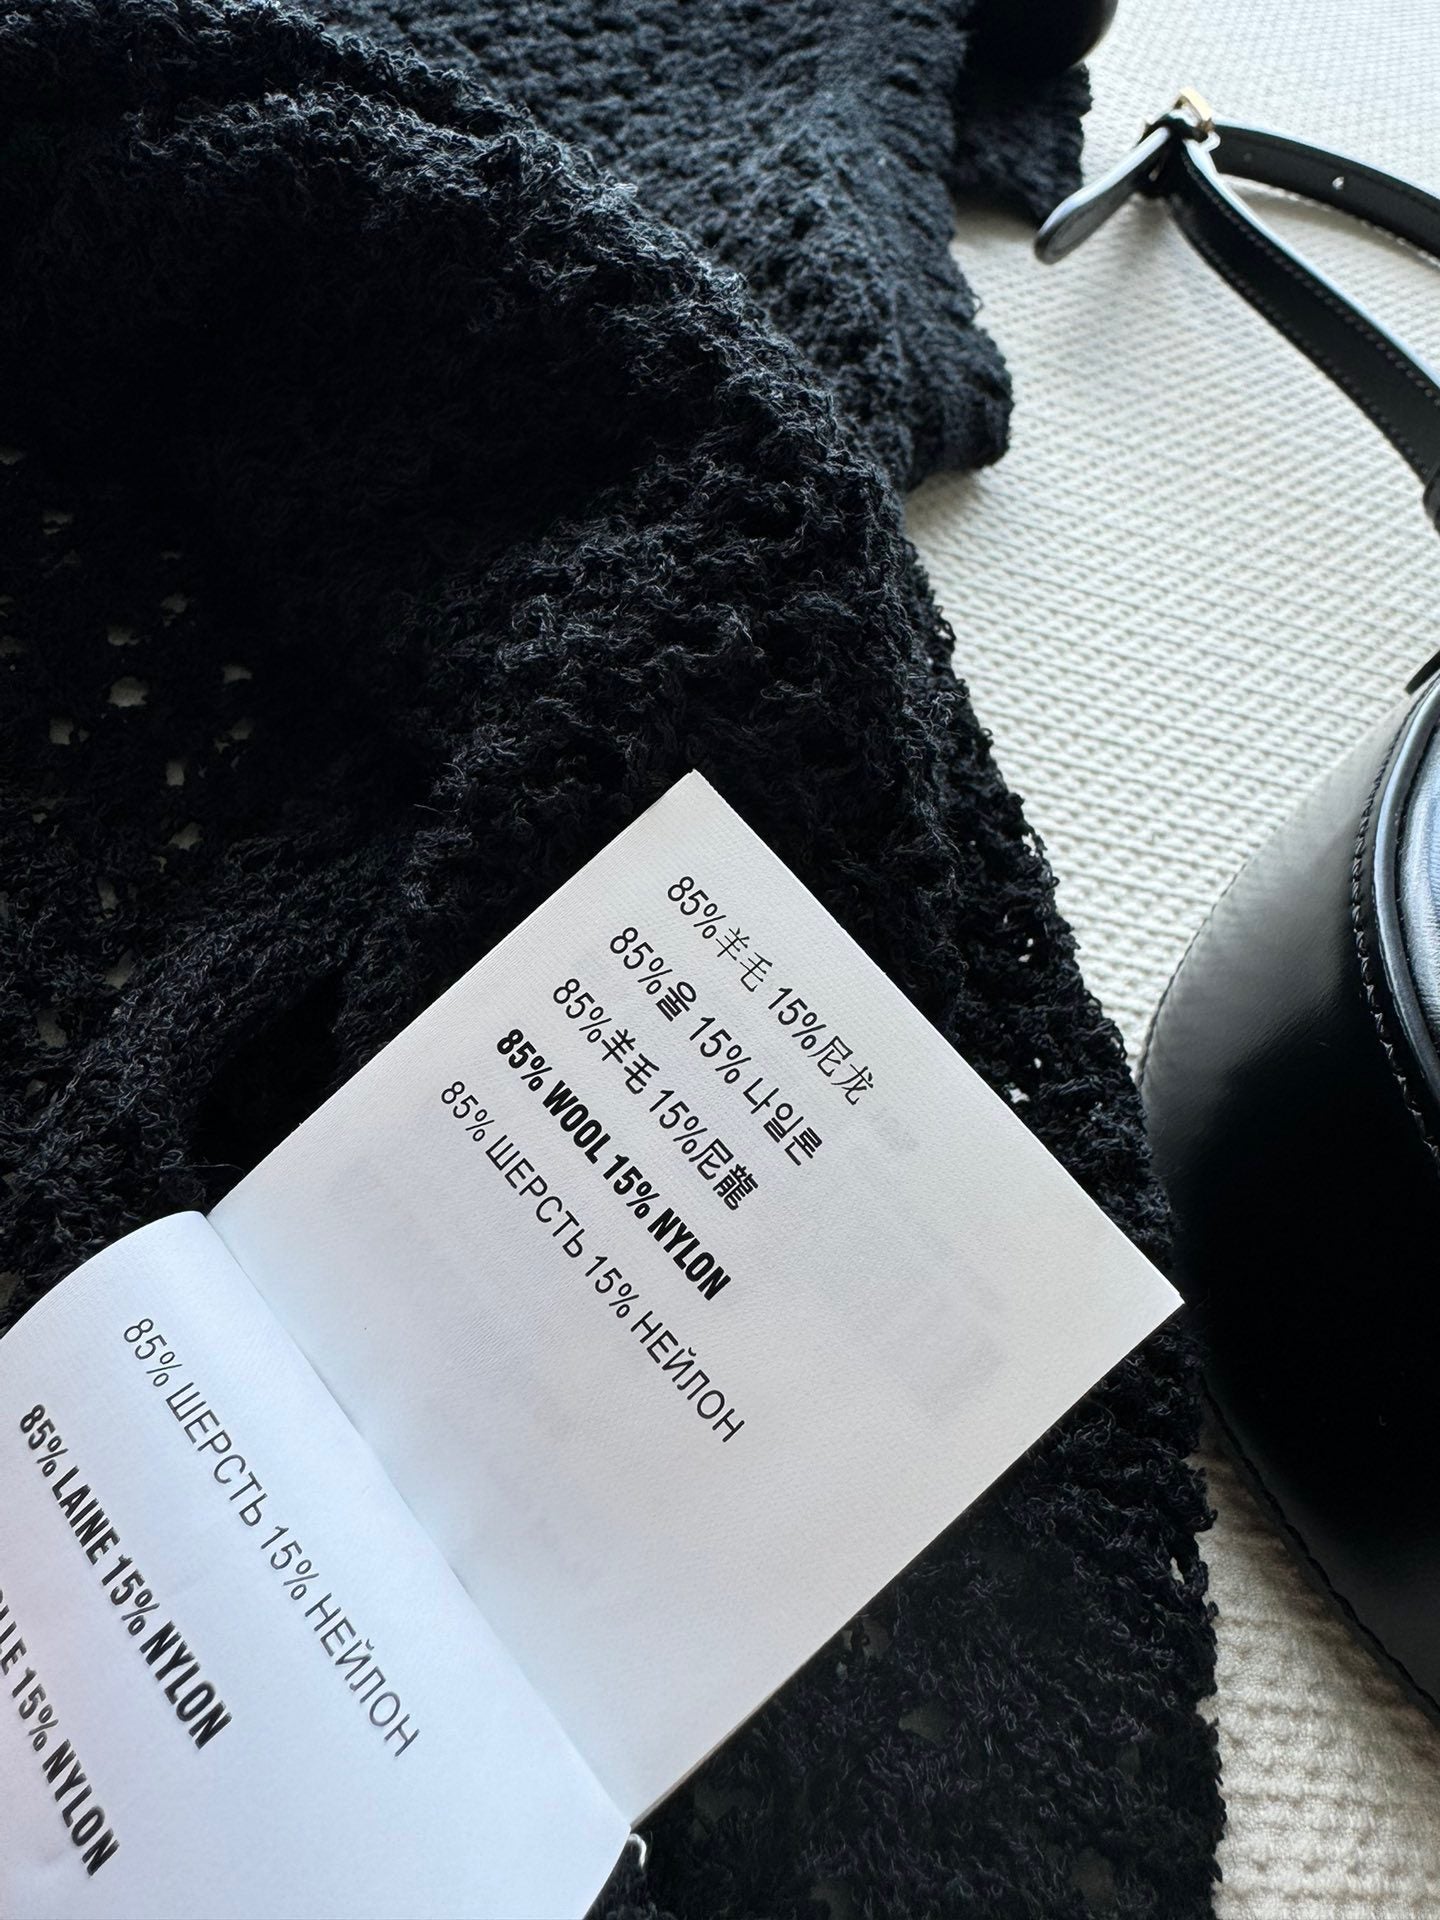 85%羊毛 15%尼龙
85%울 15% 나일론
85%羊毛 15%尼龍
85% WOOL 15% NYLON
85% ШЕРСТЬ 15% НЕЙЛОН
85% ШЕРСТЬ 15% НЕЙЛОН
85% LAINE 15% NYLON
15% NYLON